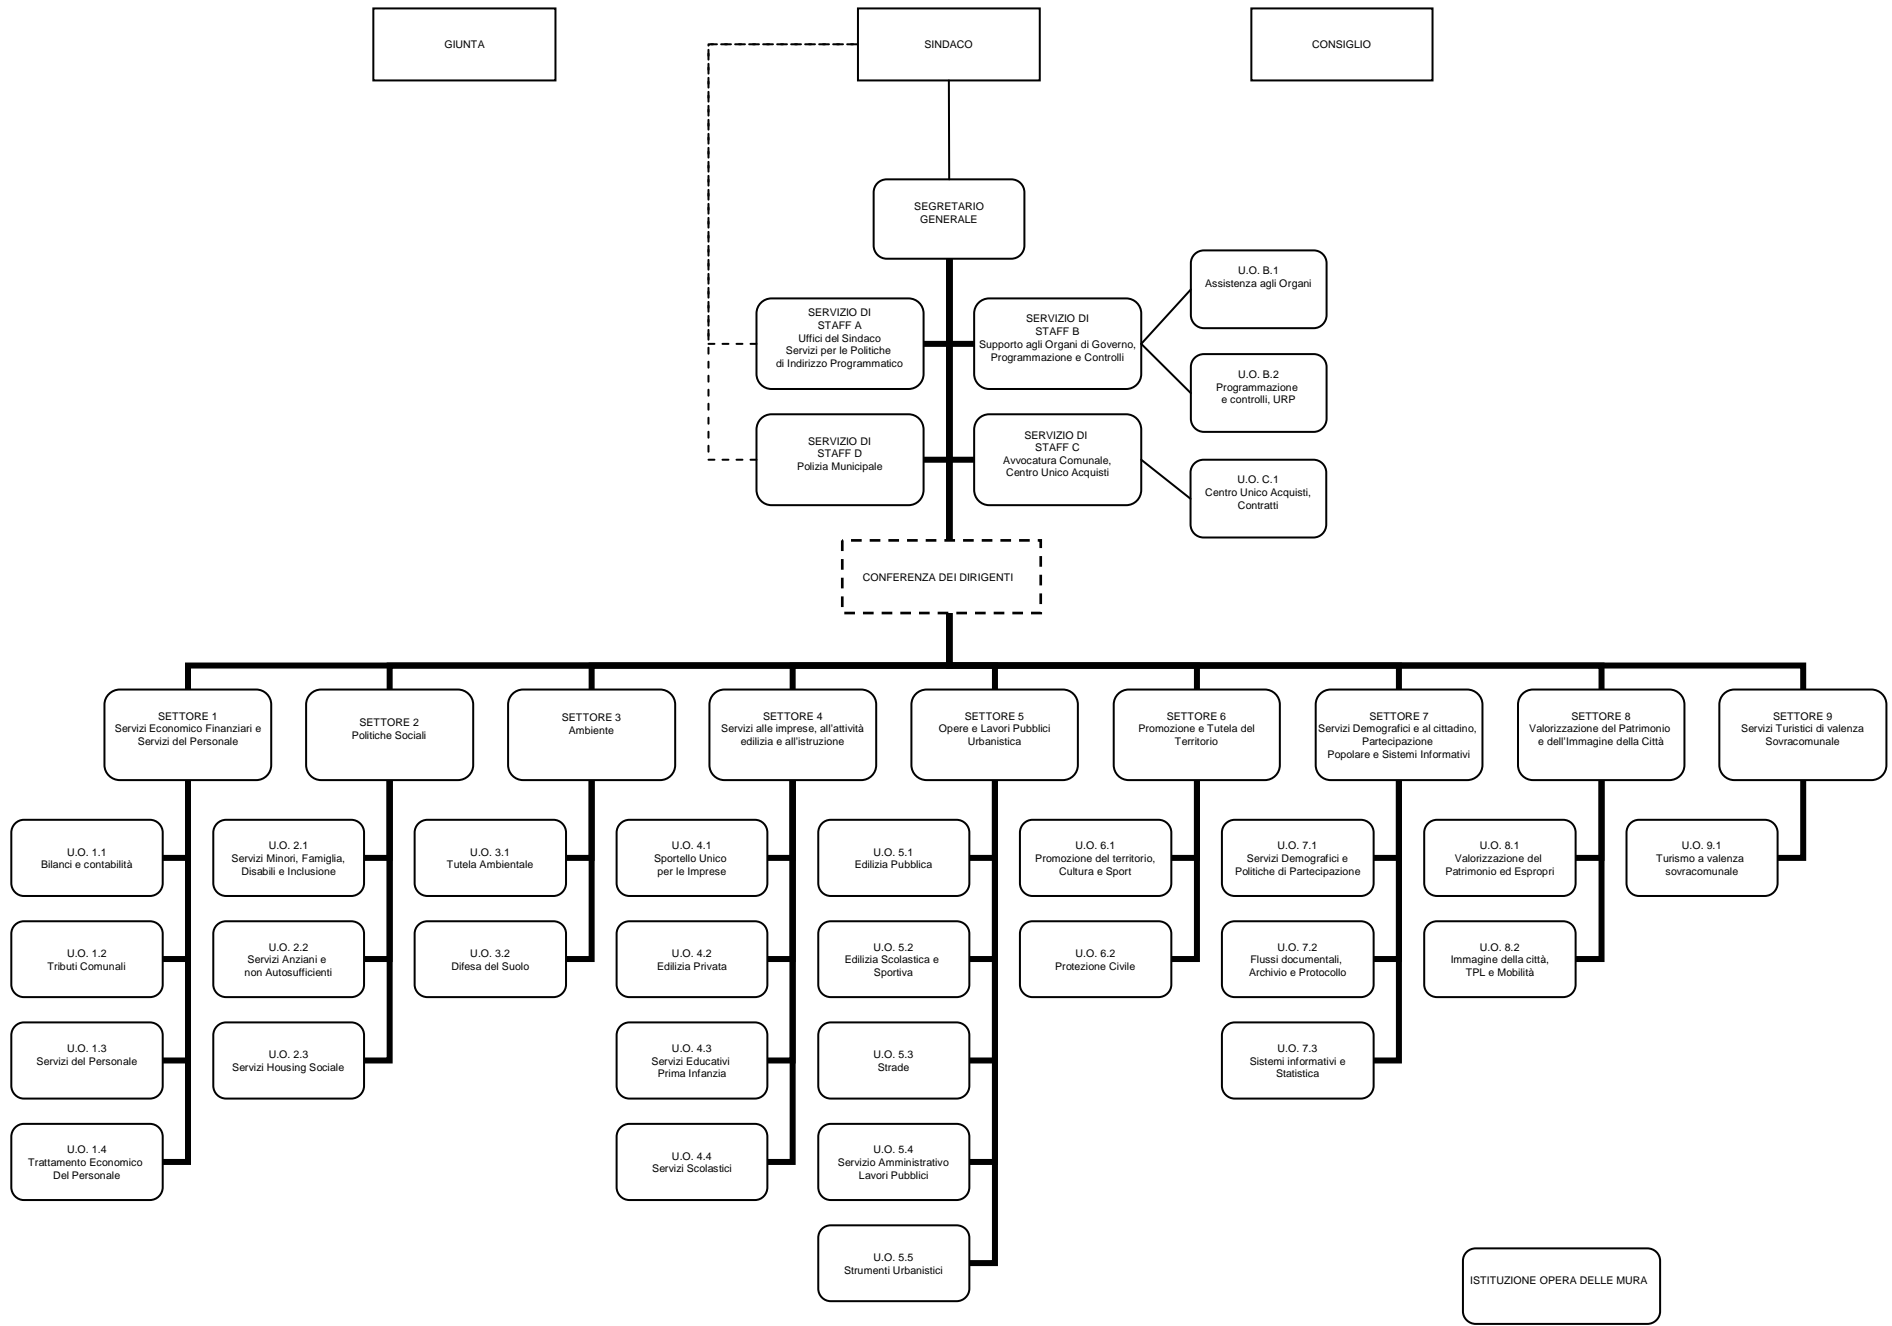 GIUNTA
SINDACO
CONSIGLIO
SEGRETARIO
GENERALE
SERVIZIO DI
STAFF A
Uffici del Sindaco
Servizi per le Politiche
di Indirizzo Programmatico
SERVIZIO DI
STAFF B
Supporto agli Organi di Governo,
Programmazione e Controlli
U.O. B.1
Assistenza agli Organi
U.O. B.2
Programmazione
e controlli, URP
SERVIZIO DI
STAFF D
Polizia Municipale
SERVIZIO DI
STAFF C
Avvocatura Comunale,
Centro Unico Acquisti
U.O. C.1
Centro Unico Acquisti,
Contratti
CONFERENZA DEI DIRIGENTI
SETTORE 1
Servizi Economico Finanziari e
Servizi del Personale
SETTORE 2
Politiche Sociali
SETTORE 3
Ambiente
SETTORE 4
Servizi alle imprese, all'attività
edilizia e all'istruzione
SETTORE 5
Opere e Lavori Pubblici
Urbanistica
SETTORE 6
Promozione e Tutela del
Territorio
SETTORE 7
Servizi Demografici e al cittadino,
Partecipazione
Popolare e Sistemi Informativi
SETTORE 8
Valorizzazione del Patrimonio
e dell'Immagine della Città
SETTORE 9
Servizi Turistici di valenza
Sovracomunale
U.O. 1.1
Bilanci e contabilità
U.O. 2.1
Servizi Minori, Famiglia,
Disabili e Inclusione
U.O. 3.1
Tutela Ambientale
U.O. 4.1
Sportello Unico
per le Imprese
U.O. 5.1
Edilizia Pubblica
U.O. 6.1
Promozione del territorio,
Cultura e Sport
U.O. 7.1
Servizi Demografici e
Politiche di Partecipazione
U.O. 8.1
Valorizzazione del
Patrimonio ed Espropri
U.O. 9.1
Turismo a valenza
sovracomunale
U.O. 1.2
Tributi Comunali
U.O. 2.2
Servizi Anziani e
non Autosufficienti
U.O. 3.2
Difesa del Suolo
U.O. 4.2
Edilizia Privata
U.O. 5.2
Edilizia Scolastica e
Sportiva
U.O. 6.2
Protezione Civile
U.O. 7.2
Flussi documentali,
Archivio e Protocollo
U.O. 8.2
Immagine della città,
TPL e Mobilità
U.O. 1.3
Servizi del Personale
U.O. 2.3
Servizi Housing Sociale
U.O. 4.3
Servizi Educativi
Prima Infanzia
U.O. 5.3
Strade
U.O. 7.3
Sistemi informativi e
Statistica
U.O. 1.4
Trattamento Economico
Del Personale
U.O. 4.4
Servizi Scolastici
U.O. 5.4
Servizio Amministrativo
Lavori Pubblici
U.O. 5.5
Strumenti Urbanistici
ISTITUZIONE OPERA DELLE MURA